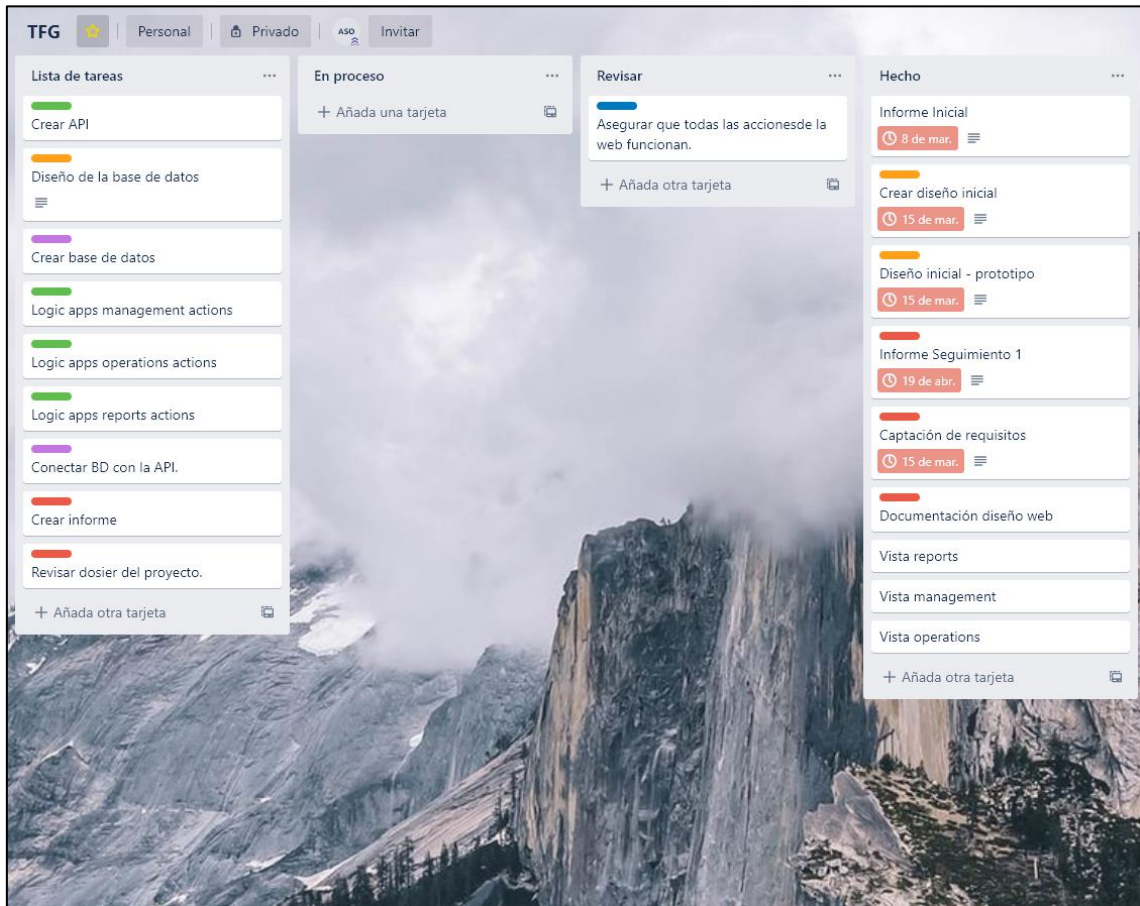 TFG
Personal
Privado
ASO
Invitar
Lista de tareas
Crear API
Diseño de la base de datos
Crear base de datos
Logic apps management actions
Logic apps operations actions
Logic apps reports actions
Conectar BD con la API.
Crear informe
Revisar dosier del proyecto.
+ Añada otra tarjeta
En proceso
+ Añada una tarjeta
Revisar
Asegurar que todas las accionesde la
web funcionan.
+ Añada otra tarjeta
Hecho
Informe Inicial
8 de mar.
Crear diseño inicial
15 de mar.
Diseño inicial - prototipo
15 de mar.
Informe Seguimiento 1
19 de abr.
Captación de requisitos
15 de mar.
Documentación diseño web
Vista reports
Vista management
Vista operations
+ Añada otra tarjeta